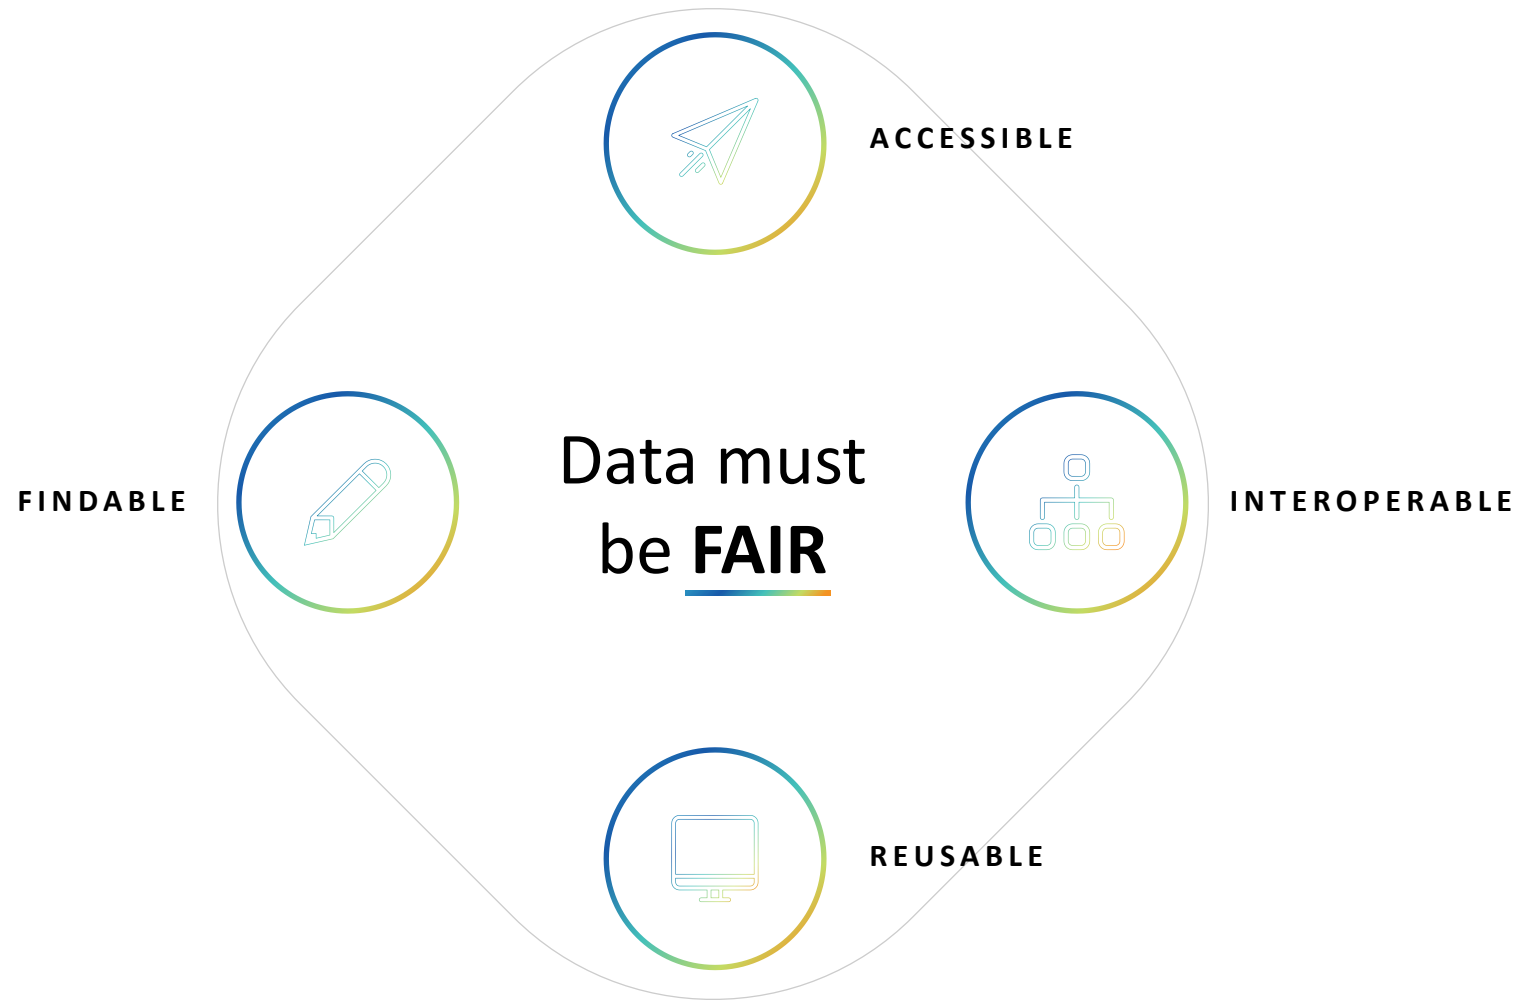 ACCESSIBLE
FINDABLE
Data must
be FAIR
INTEROPERABLE
REUSABLE